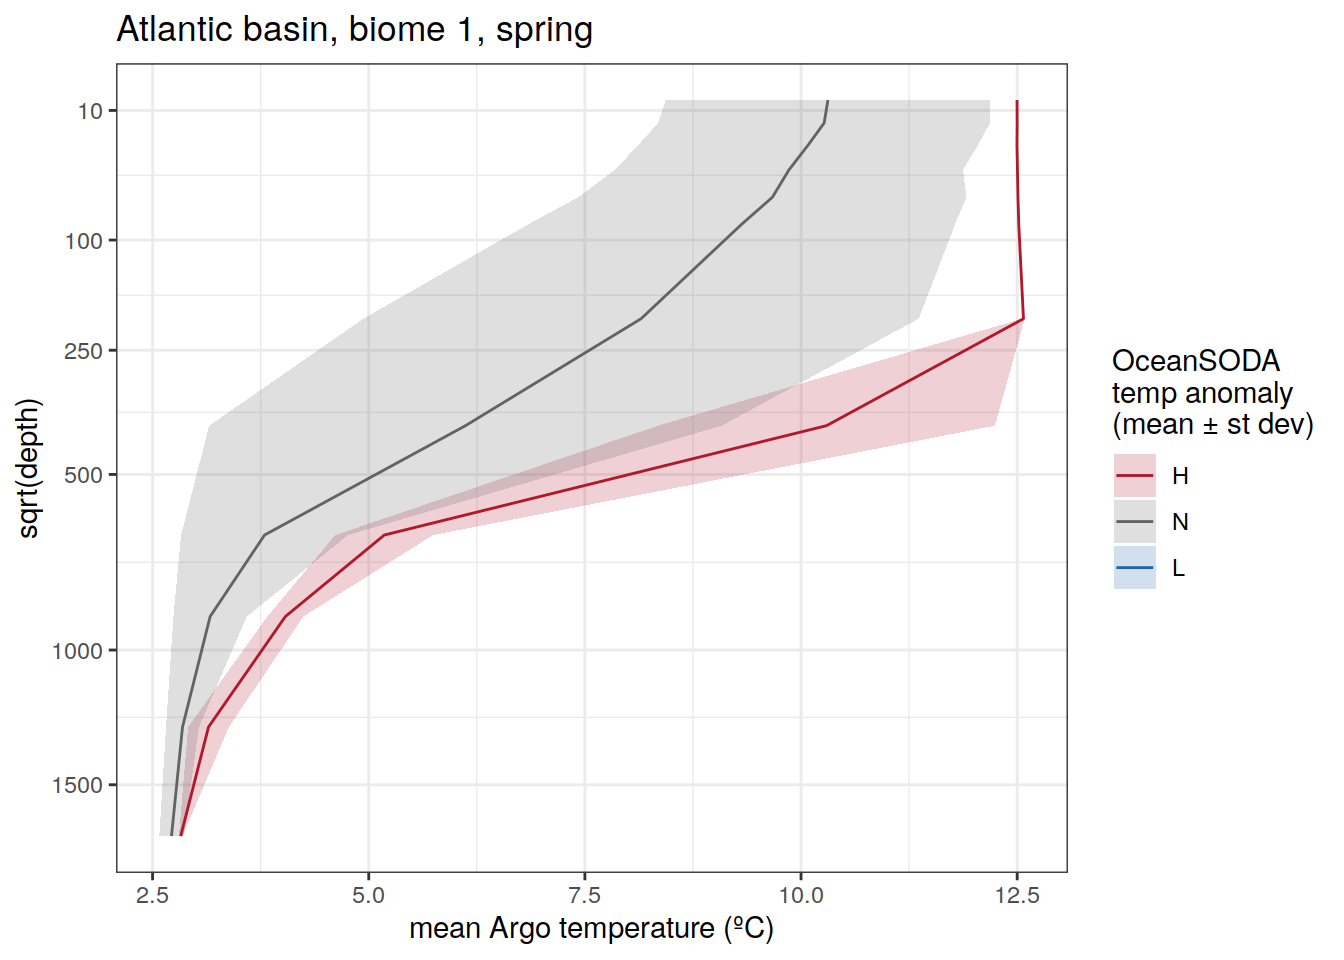 Atlantic basin, biome 1, spring
sqrt(depth)
10
100
250
500
1000
1500
2.5 5.0 7.5 10.0 12.5
mean Argo temperature (ºC)
OceanSODA
temp anomaly
(mean ± st dev)
H
N
L